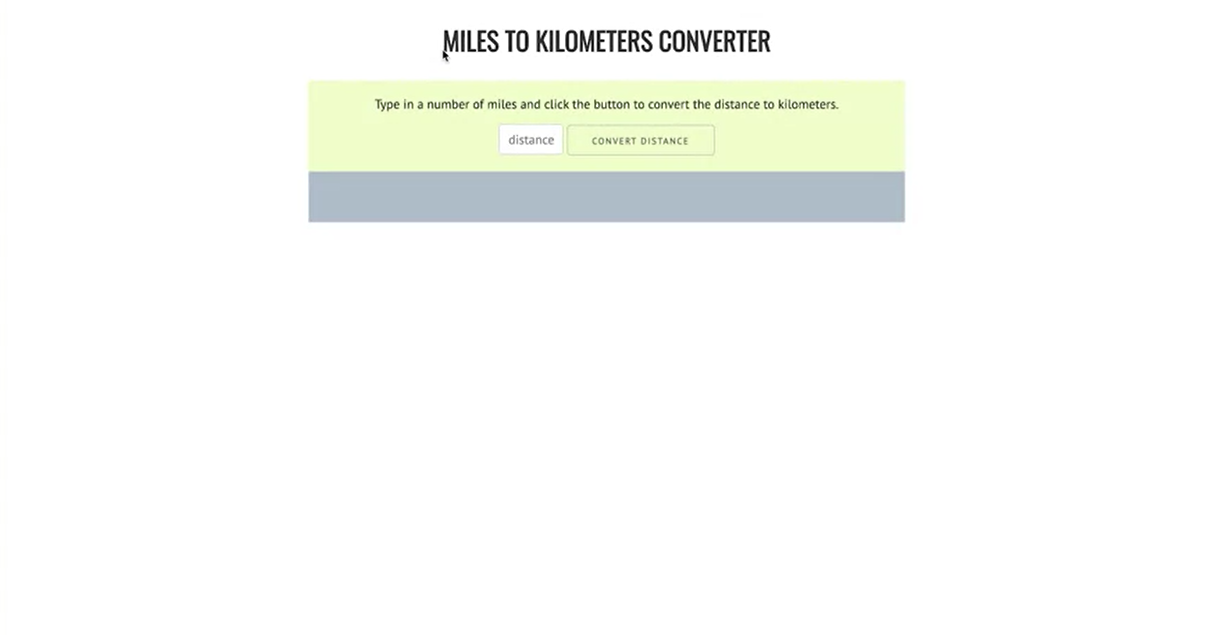 MILES TO KILOMETERS CONVERTER
Type in a number of miles and click the button to convert the distance to kilometers.
distance CONVERT DISTANCE